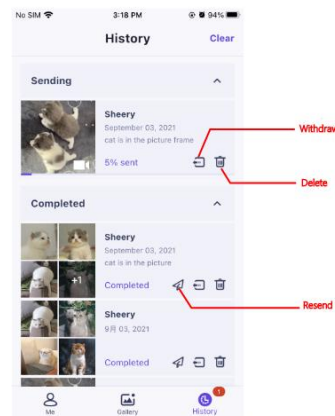 No SIM 3:18 PM 94%
History Clear
Sending
Sheery
September 03, 2021
cat is in the picture frame
5% sent
Withdraw
Delete
Completed
Sheery
September 03, 2021
cat is in the picture
+1
Completed
Resend
Sheery
9月 03, 2021
Completed
1
Me Gallery History